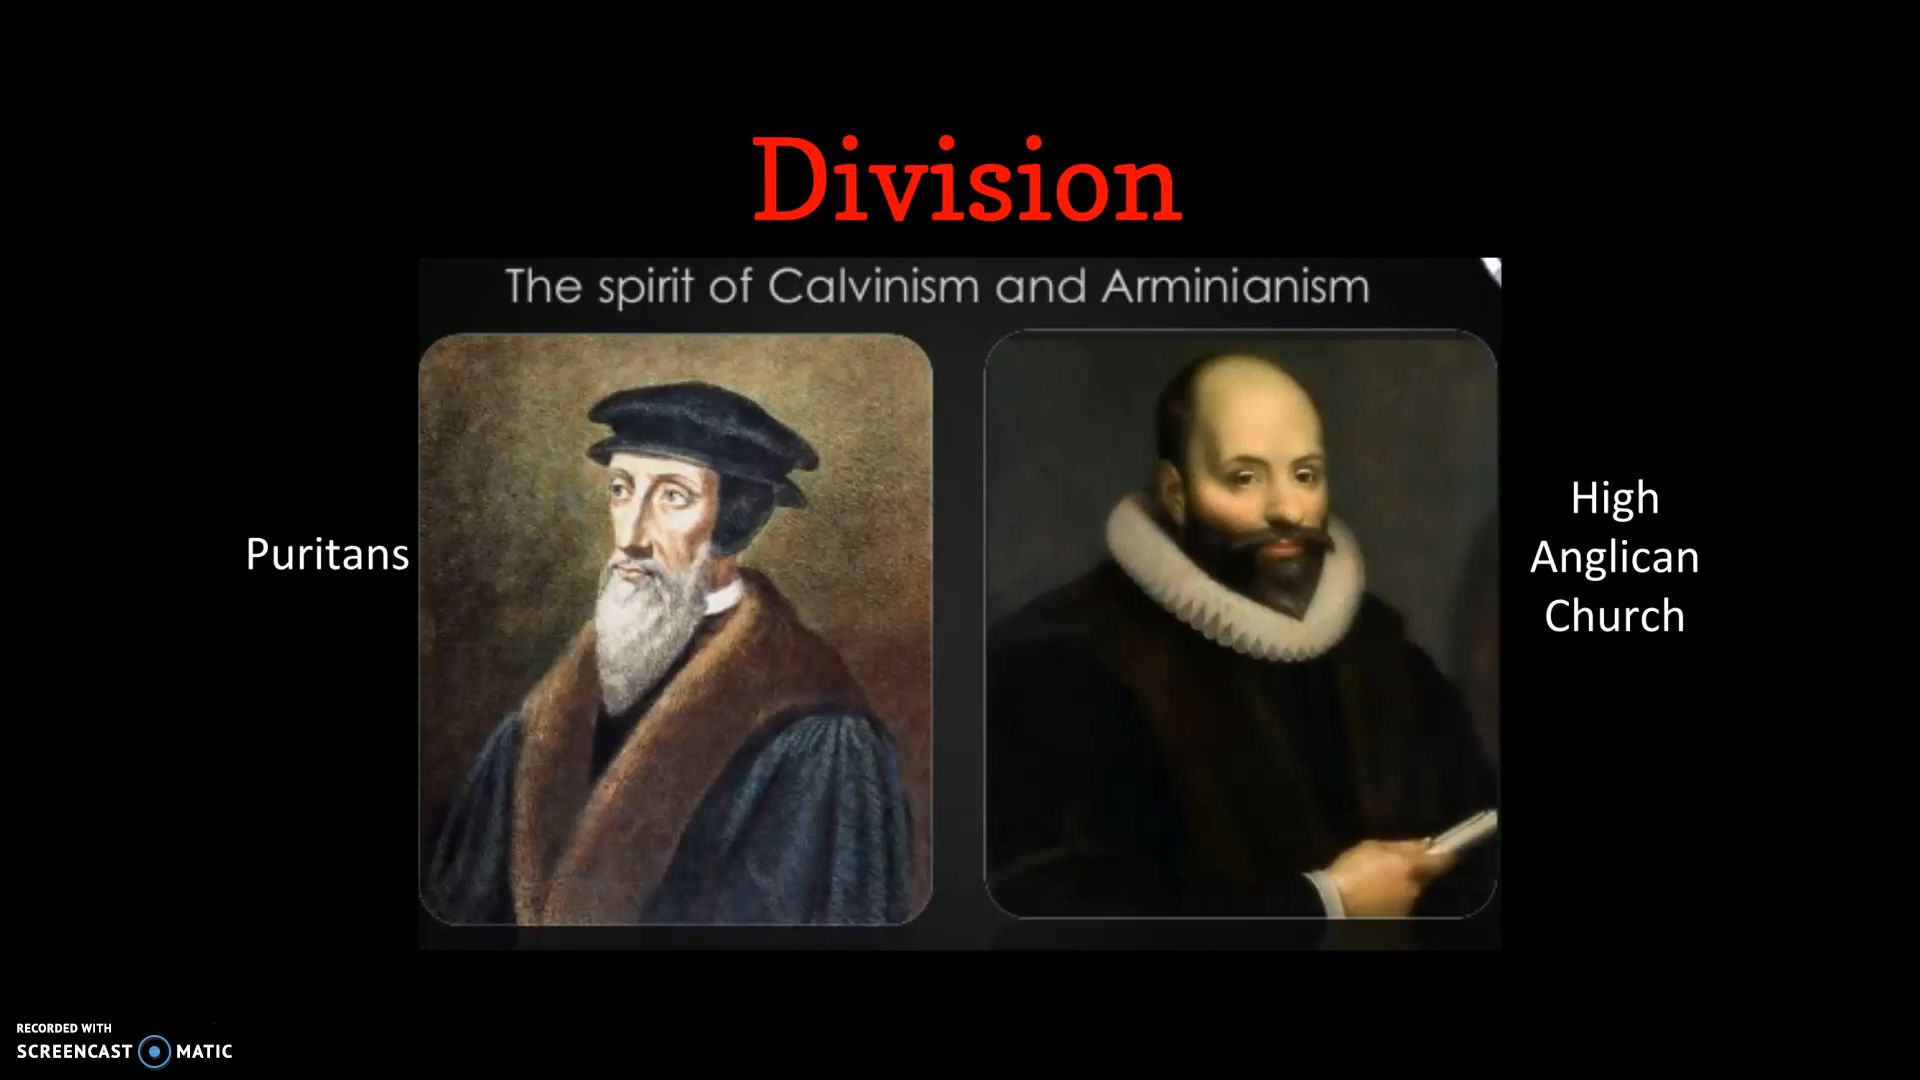 Division
The spirit of Calvinism and Arminianism
Puritans
High
Anglican
Church
RECORDED WITH
SCREENCAST MATIC